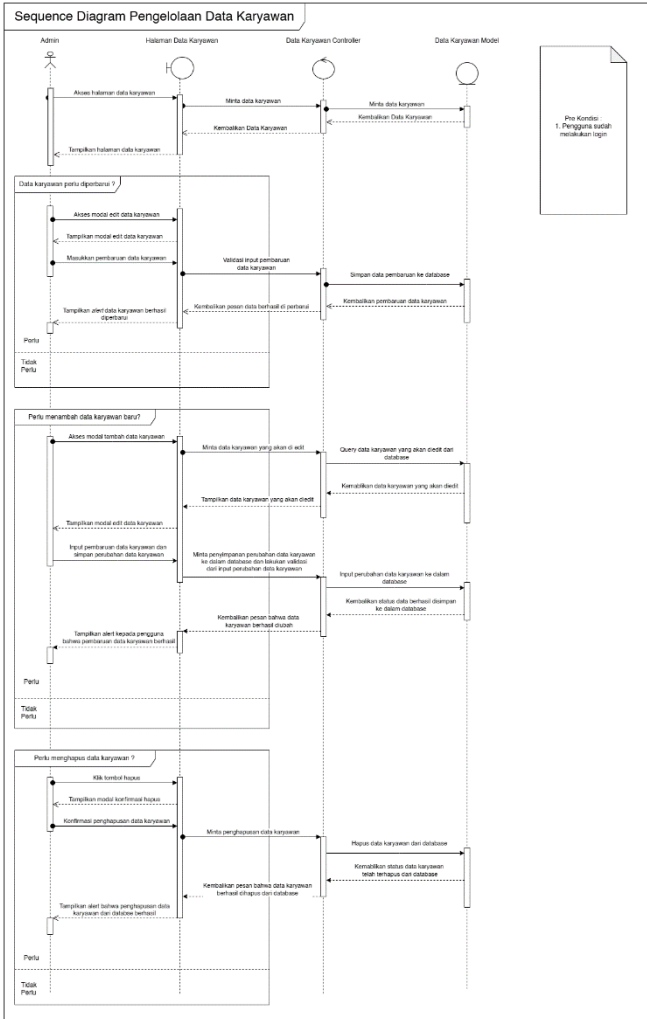 Sequence Diagram Pengelolaan Data Karyawan
Admin
Halaman Data Karyawan
Data Karyawan Controller
Data Karyawan Model
Pre Kondisi
1. Pengguna sudah
melakukan login
Akses halaman data karyawan
Minta data karyawan
Minta data karyawan
Kembalikan Data Karyawan
Kembalikan Data Karyawan
Tampilkan halaman data karyawan
Data karyawan perlu diperbarui ?
Akses modal edit data karyawan
Tampilkan modal edit data karyawan
Masukkan pembaruan data karyawan
Validasi input pembaruan
data karyawan
Simpan data pembaruan ke database
Kembalikan pembaruan data karyawan
Kembalikan pesan data berhasil di perbarui
Tampilkan alert data karyawan berhasil
diperbarui
Perlu
Tidak
Perlu
Perlu menambah data karyawan baru?
Akses modal tambah data karyawan
Minta data karyawan yang akan di edit
Query data karyawan yang akan diedit dari
database
Kemablikan data karyawan yang akan diedit
Tampilkan data karyawan yang akan diedit
Tampilkan modal edit data karyawan
Input pembaruan data karyawan dan
simpan perubahan data karyawan
Minta penyimpanan perubahan data karyawan
ke dalam database dan lakukan validasi
dari input perubahan data karyawan
Input perubahan data karyawan ke dalam
database
Kembalikan status data berhasil disimpan
ke dalam database
Kembalikan pesan bahwa data
karyawan berhasil diubah
Tampilkan alert kepada pengguna
bahwa pembaruan data karyawan berhasil
Perlu
Tidak
Perlu
Perlu menghapus data karyawan ?
Klik tombol hapus
Tampilkan modal konfirmasi hapus
Konfirmasi penghapusan data karyawan
Minta penghapusan data karyawan
Hapus data karyawan dari database
Kemablikan status data karyawan
telah terhapus dari database
Kembalikan pesan bahwa data karyawan
berhasil dihapus dari database
Tampilkan alert bahwa penghapusan data
karyawan dari databse berhasil
Perlu
Tidak
Perlu